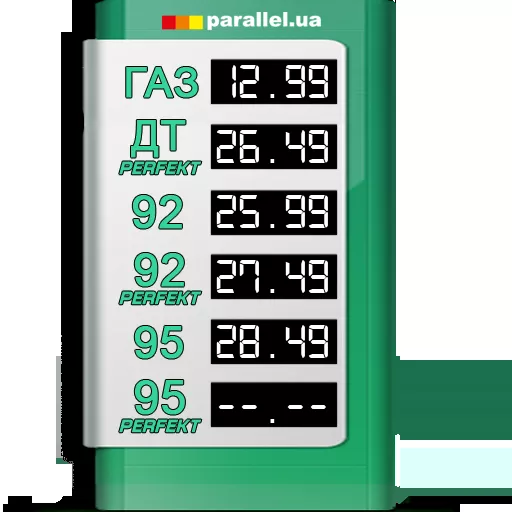 parallel.ua
ГАЗ 12.99
ДТ
PERFEKT 26.49
92 25.99
92
PERFEKT 27.49
95 28.49
95
PERFEKT --.--